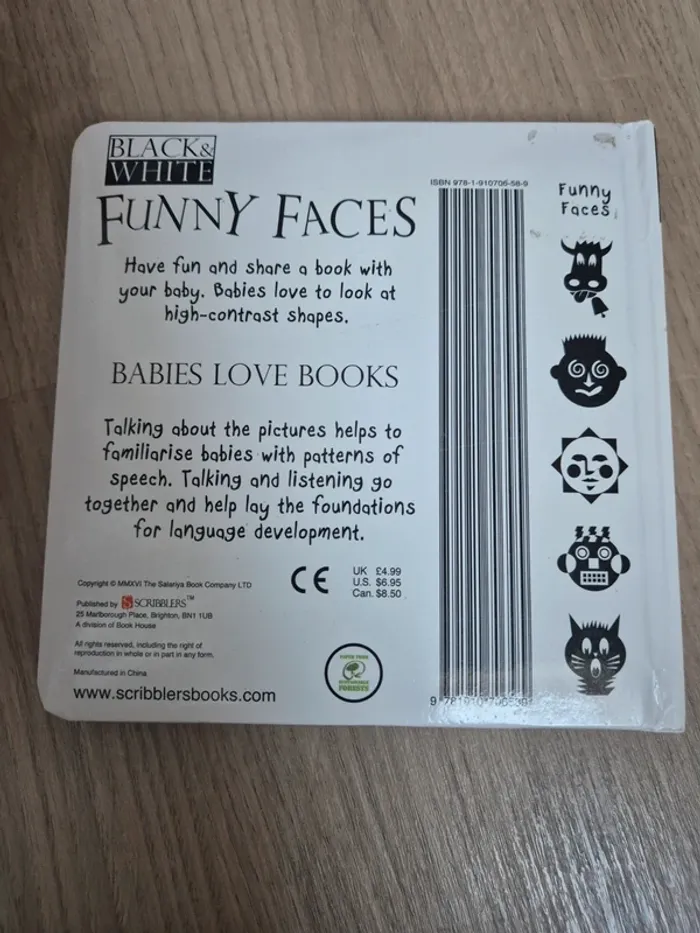 BLACK&
WHITE
FUNNY FACES
Have fun and share a book with
your baby. Babies love to look at
high-contrast shapes.
BABIES LOVE BOOKS
Talking about the pictures helps to
familiarise babies with patterns of
speech. Talking and listening go
together and help lay the foundations
for language development.
Copyright © MMXVI The Salariya Book Company LTD
Published by SCRIBBLERS™
25 Marlborough Place, Brighton, BN1 1UB
A division of Book House
All rights reserved, including the right of
reproduction in whole or in part in any form.
Manufactured in China
www.scribblersbooks.com
CE
UK £4.99
U.S. $6.95
Can. $8.50
PAPER FROM
SUSTAINABLE
FORESTS
ISBN 978-1-910706-58-9
Funny
Faces